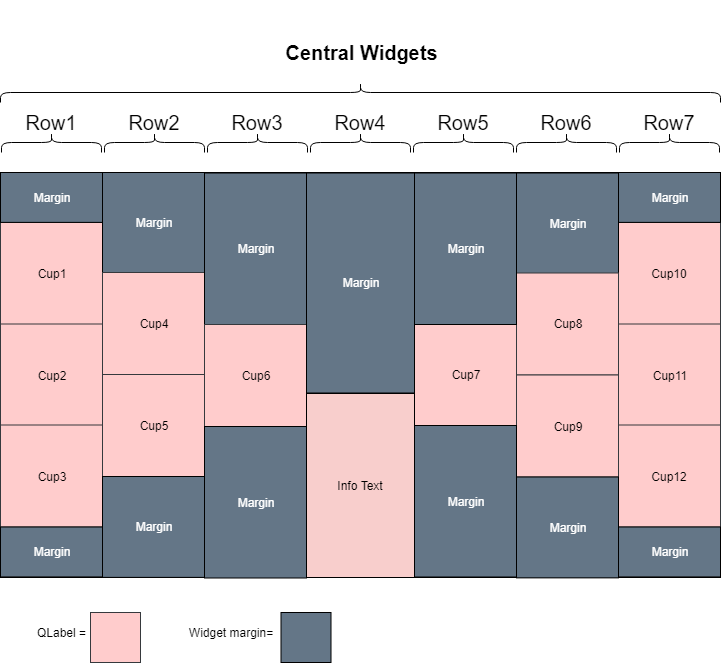 Central Widgets
Row1 Row2 Row3 Row4 Row5 Row6 Row7
Margin Margin
Margin Margin
Margin Margin
Cup1 Cup10
Margin
Cup4 Cup8
Cup2 Cup6 Cup7 Cup11
Cup5 Cup9
Cup3 Cup12
Info Text
Margin Margin
Margin Margin
Margin Margin
QLabel = Widget margin=